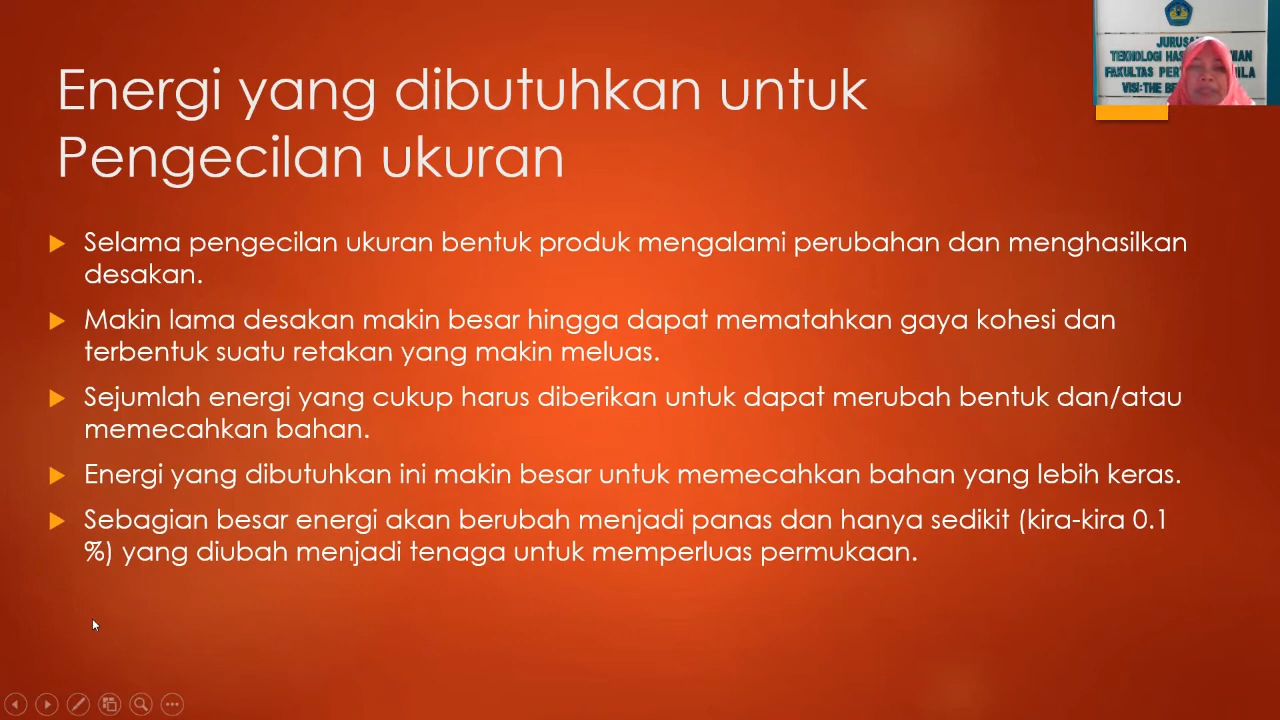 Energi yang dibutuhkan untuk
Pengecilan ukuran
Selama pengecilan ukuran bentuk produk mengalami perubahan dan menghasilkan
desakan.
Makin lama desakan makin besar hingga dapat mematahkan gaya kohesi dan
terbentuk suatu retakan yang makin meluas.
Sejumlah energi yang cukup harus diberikan untuk dapat merubah bentuk dan/atau
memecahkan bahan.
Energi yang dibutuhkan ini makin besar untuk memecahkan bahan yang lebih keras.
Sebagian besar energi akan berubah menjadi panas dan hanya sedikit (kira-kira 0.1
%) yang diubah menjadi tenaga untuk memperluas permukaan.
TEKNOLOGI
FAKULTAS
VISI:THE